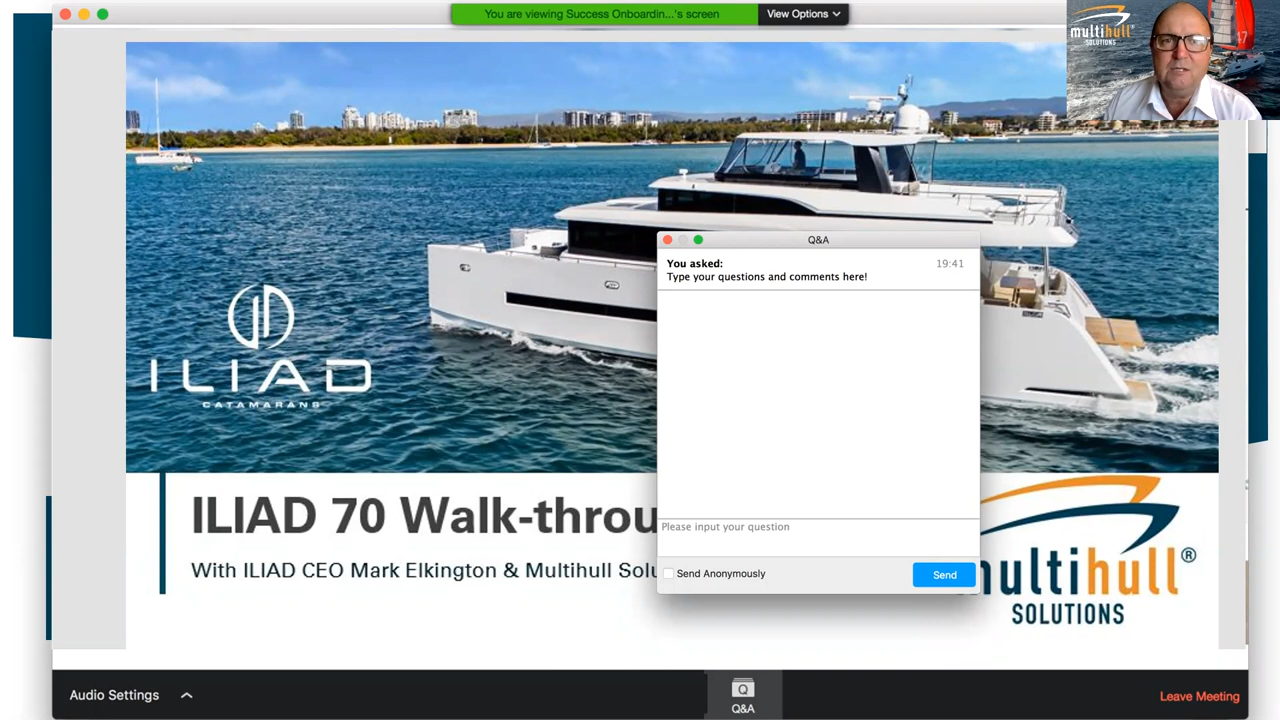 You are viewing Success Onboardin...'s screen
View Options
multihull
SOLUTIONS
Q&A
You asked:
19:41
Type your questions and comments here!
ILIAD
CATAMARANS
ILIAD 70 Walk-throu
With ILIAD CEO Mark Elkington & Multihull Solu
Please input your question
Send Anonymously
Send
multihull®
SOLUTIONS
Audio Settings
Q
Q&A
Leave Meeting